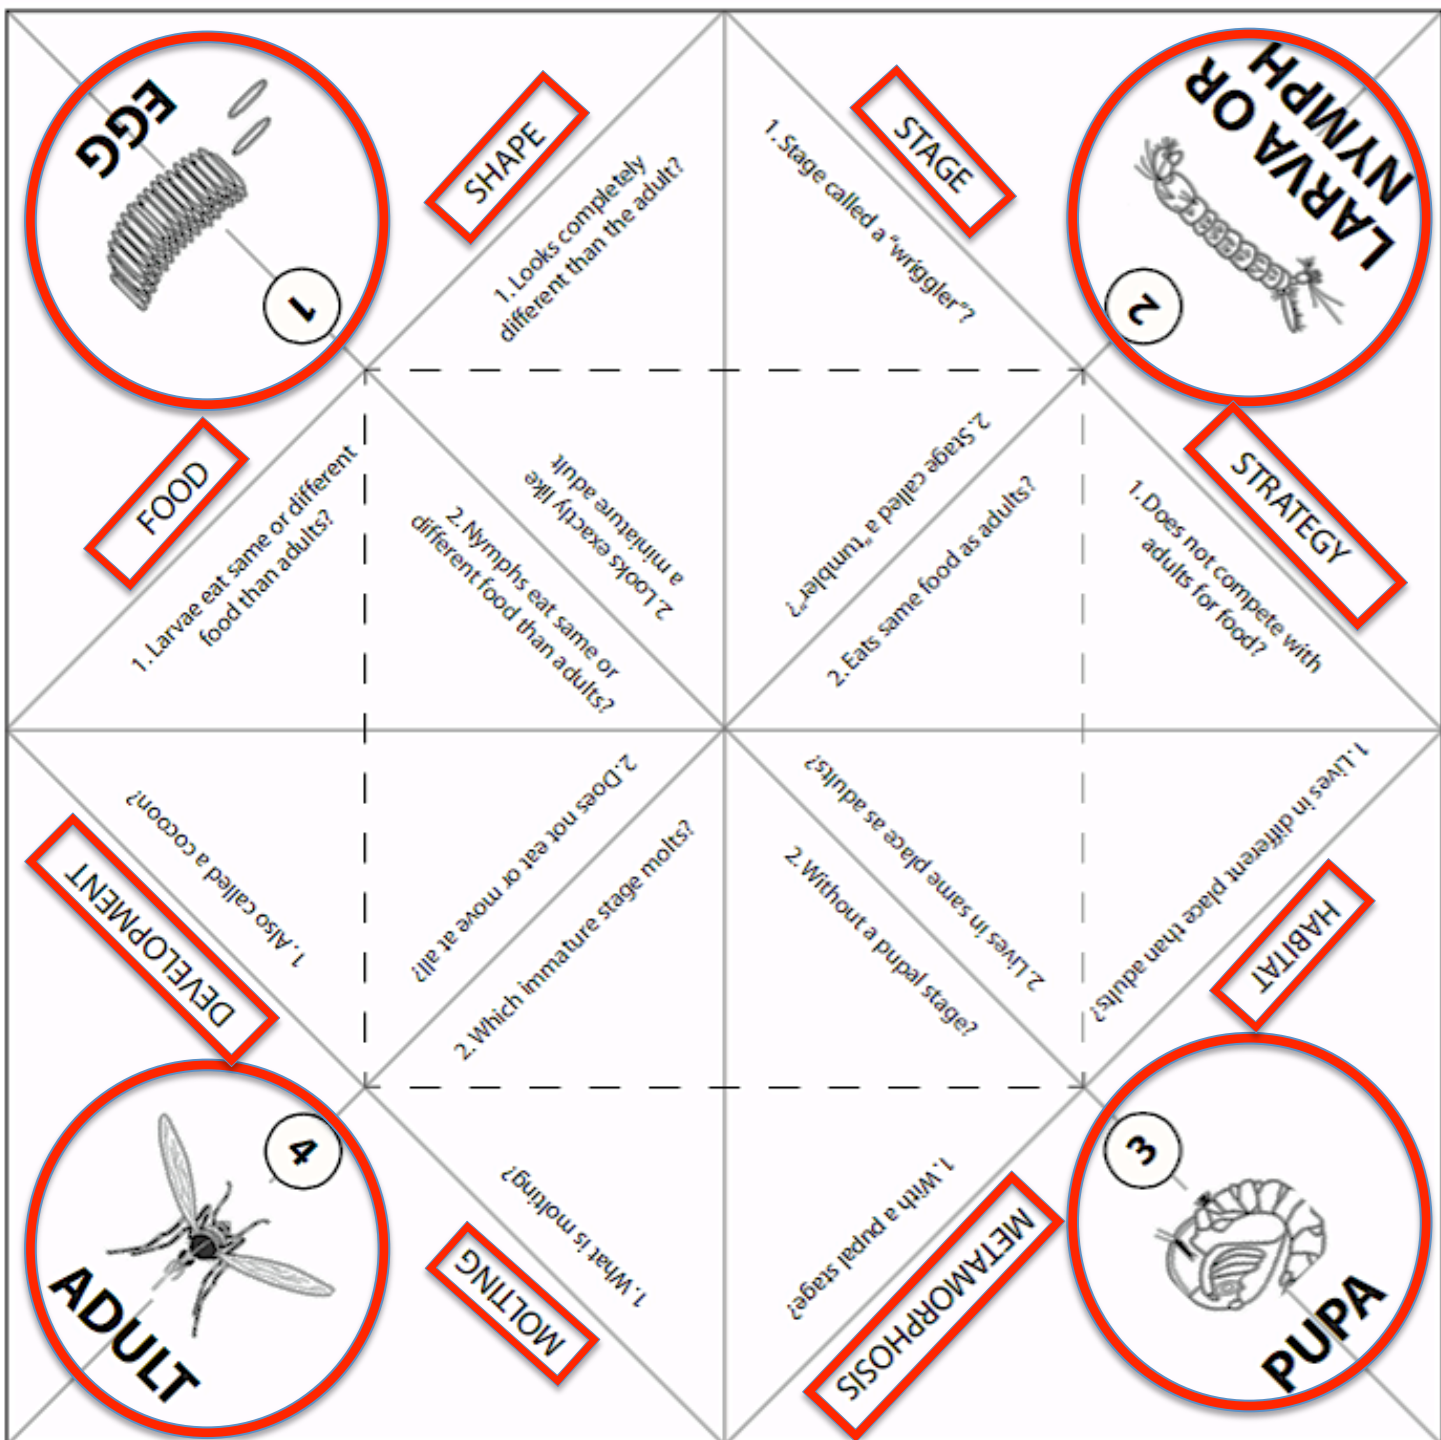 EGG
1
SHAPE
1. Looks completely
different than the adult?
STAGE
1. Stage called a “wriggler”?
LARVA OR
NYMPH
2
FOOD
1. Larvae eat same or different
food than adults?
2. Nymphs eat same or
different food than adults?
2. Looks exactly like
a miniature adult
2. Stage called a “tumbler”?
2. Eats same food as adults?
STRATEGY
1. Does not compete with
adults for food?
DEVELOPMENT
1. Also called a cocoon?
2. Does not eat or move at all?
2. Which immature stage molts?
2. Lives in same place as adults?
2. Without a pupal stage?
1. Lives in different place than adults?
HABITAT
ADULT
4
MOLTING
1. What is molting?
1. With a pupal stage?
METAMORPHOSIS
3
PUPA